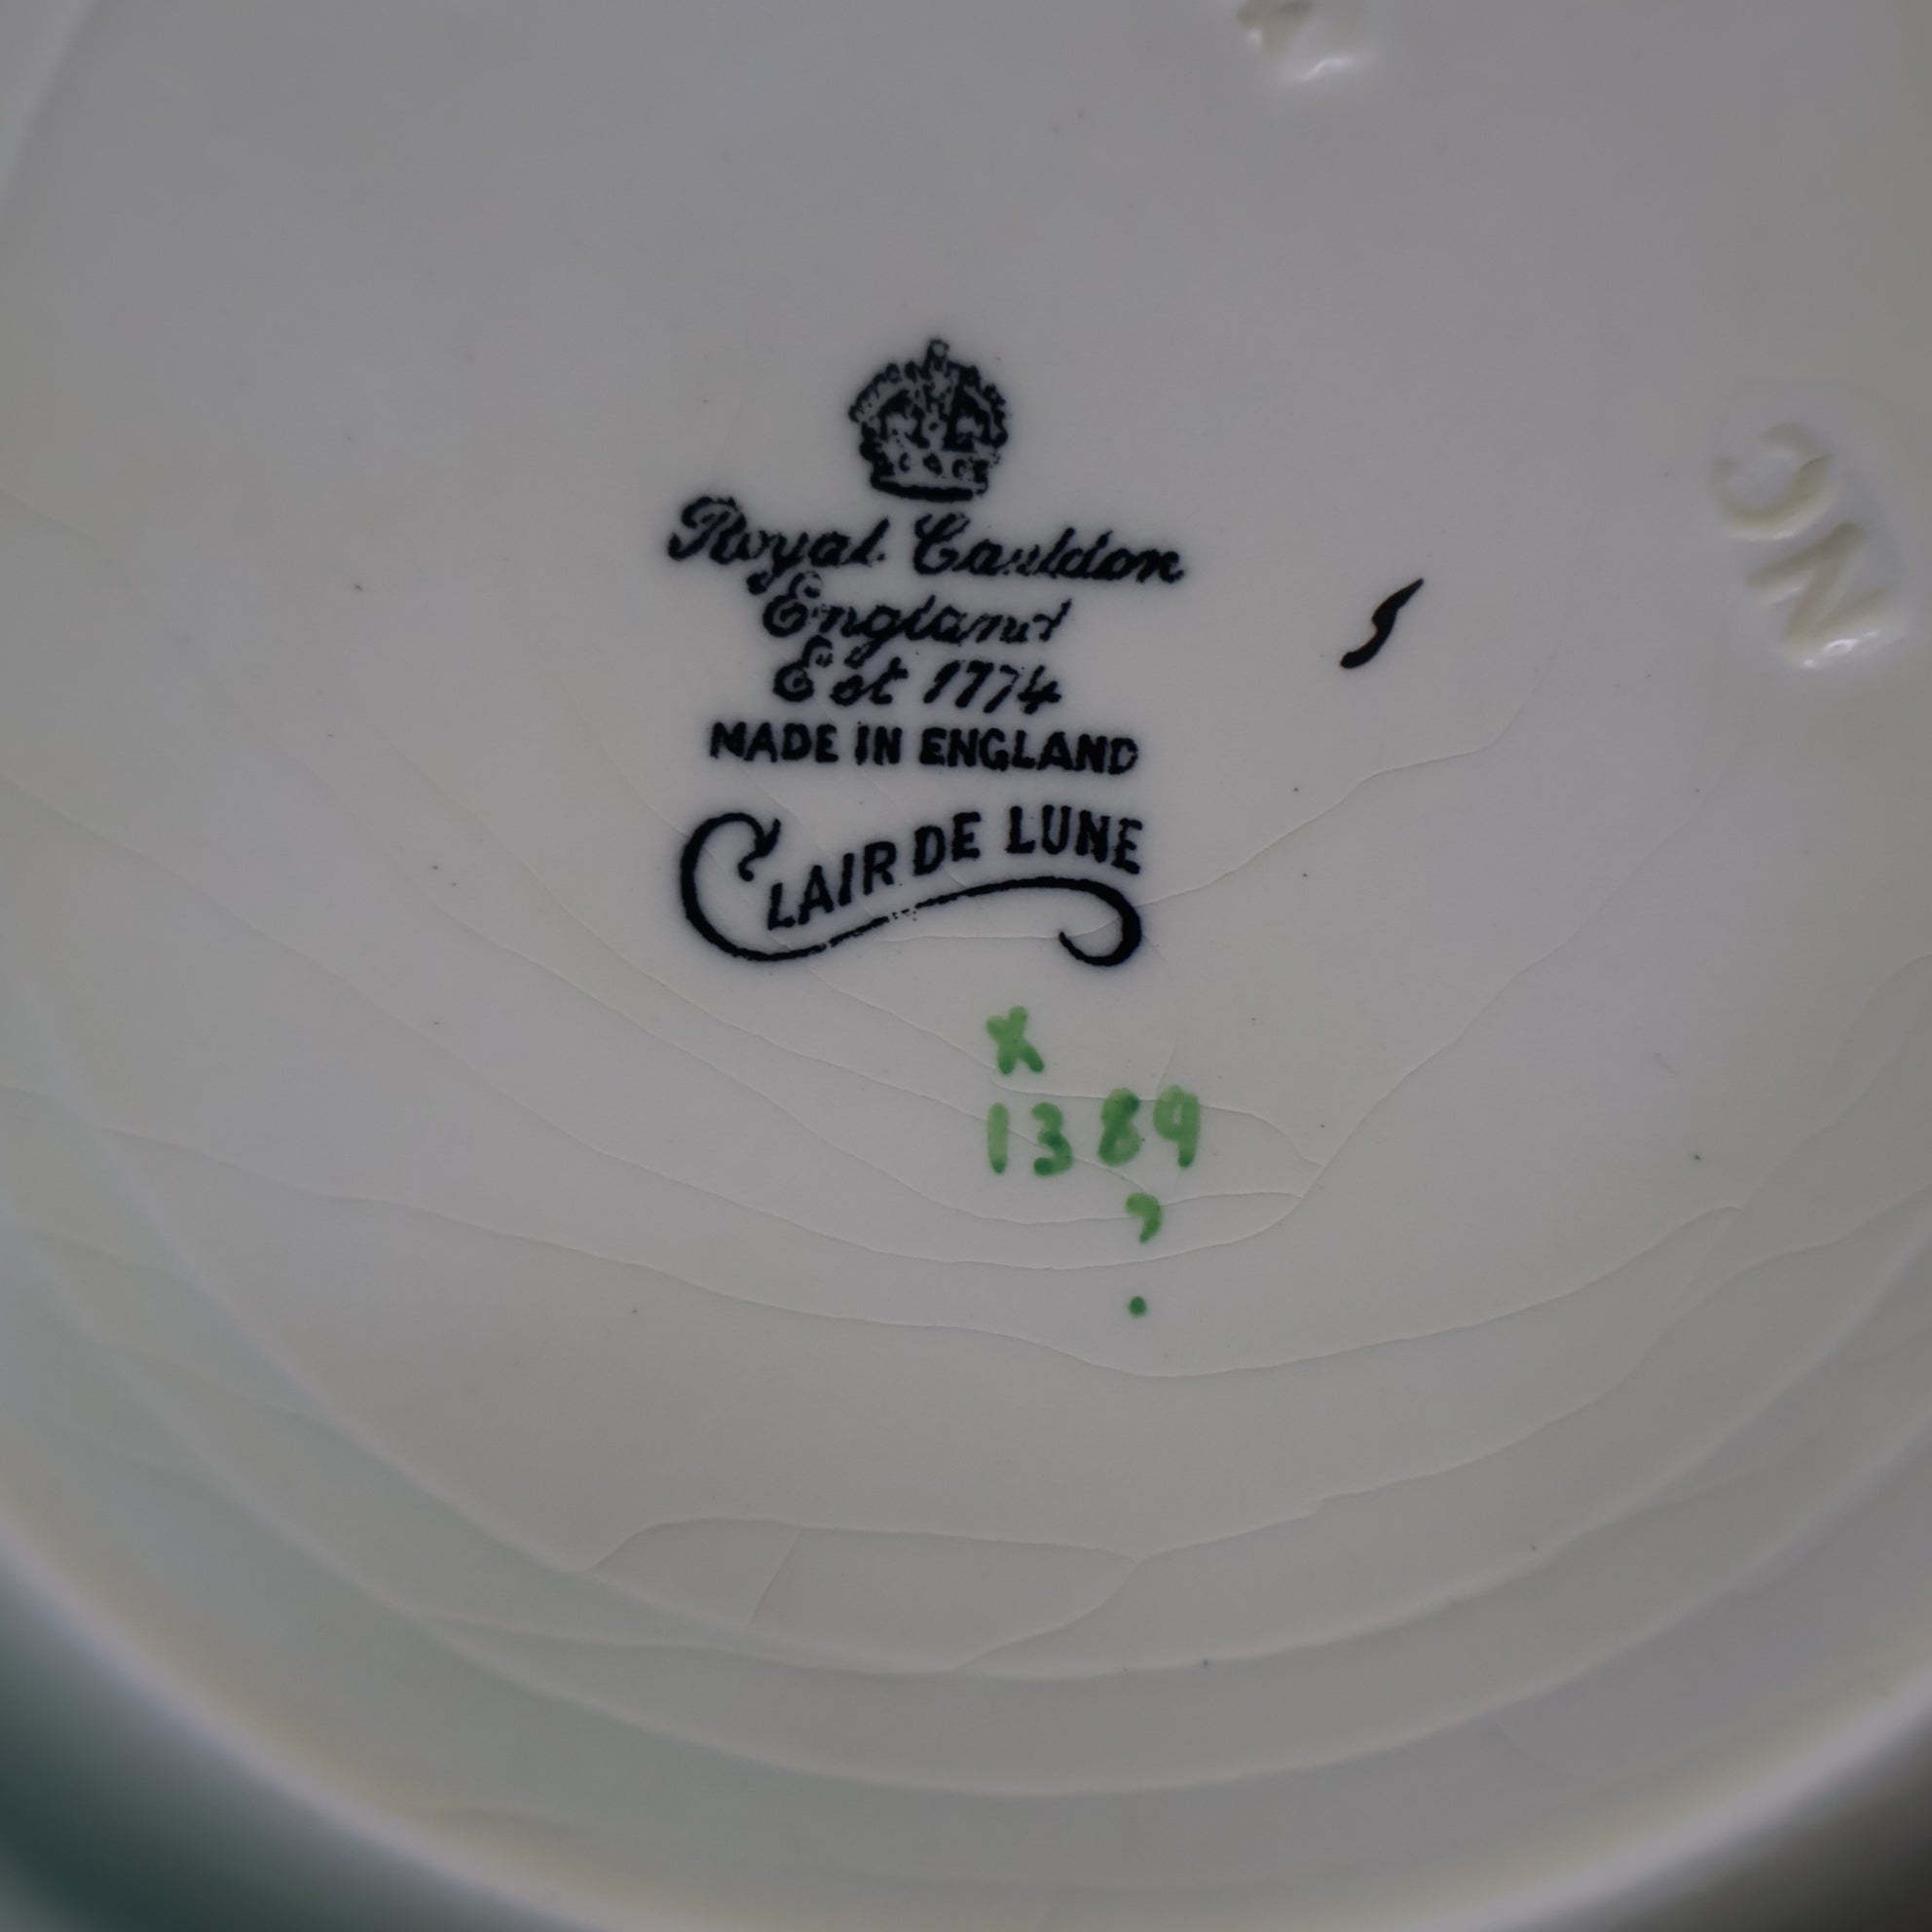 Royal Cauldon
England
Est 1774
MADE IN ENGLAND
CLAIR DE LUNE
X
1389